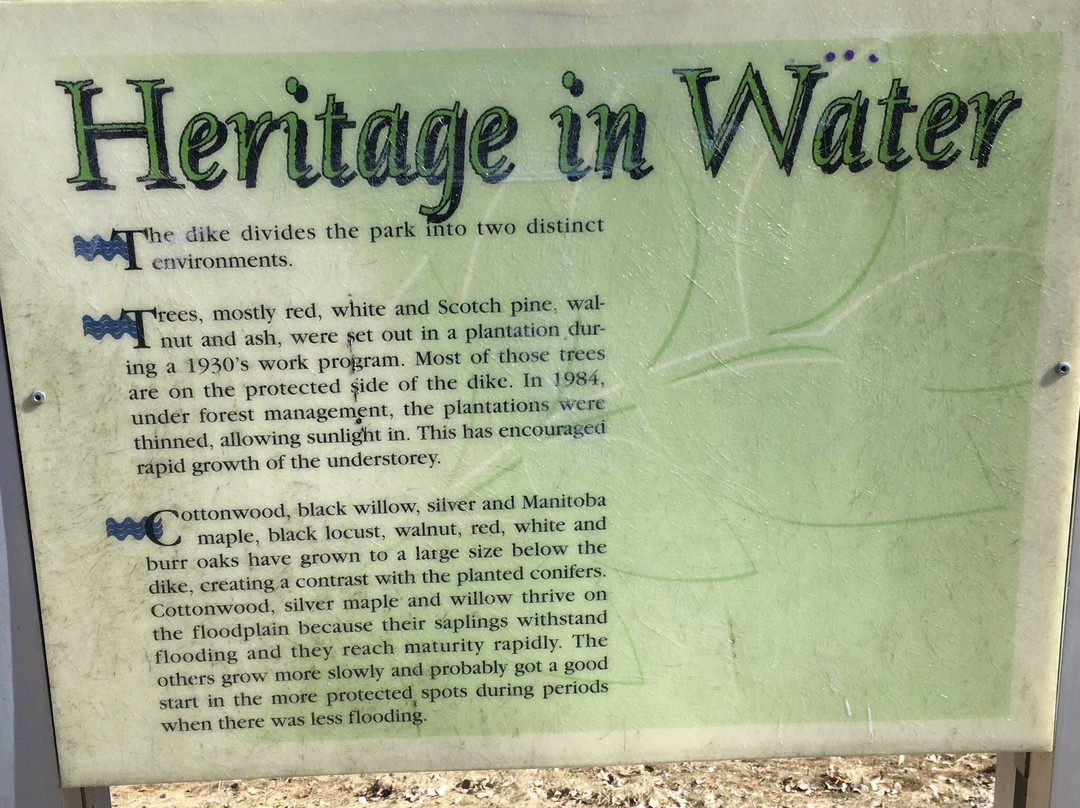 Heritage in Water
The dike divides the park into two distinct
environments.
Trees, mostly red, white and Scotch pine, wal-
nut and ash, were set out in a plantation dur-
ing a 1930's work program. Most of those trees
are on the protected side of the dike. In 1984,
under forest management, the plantations were
thinned, allowing sunlight in. This has encouraged
rapid growth of the understorey.
Cottonwood, black willow, silver and Manitoba
maple, black locust, walnut, red, white and
burr oaks have grown to a large size below the
dike, creating a contrast with the planted conifers.
Cottonwood, silver maple and willow thrive on
the floodplain because their saplings withstand
flooding and they reach maturity rapidly. The
others grow more slowly and probably got a good
start in the more protected spots during periods
when there was less flooding.